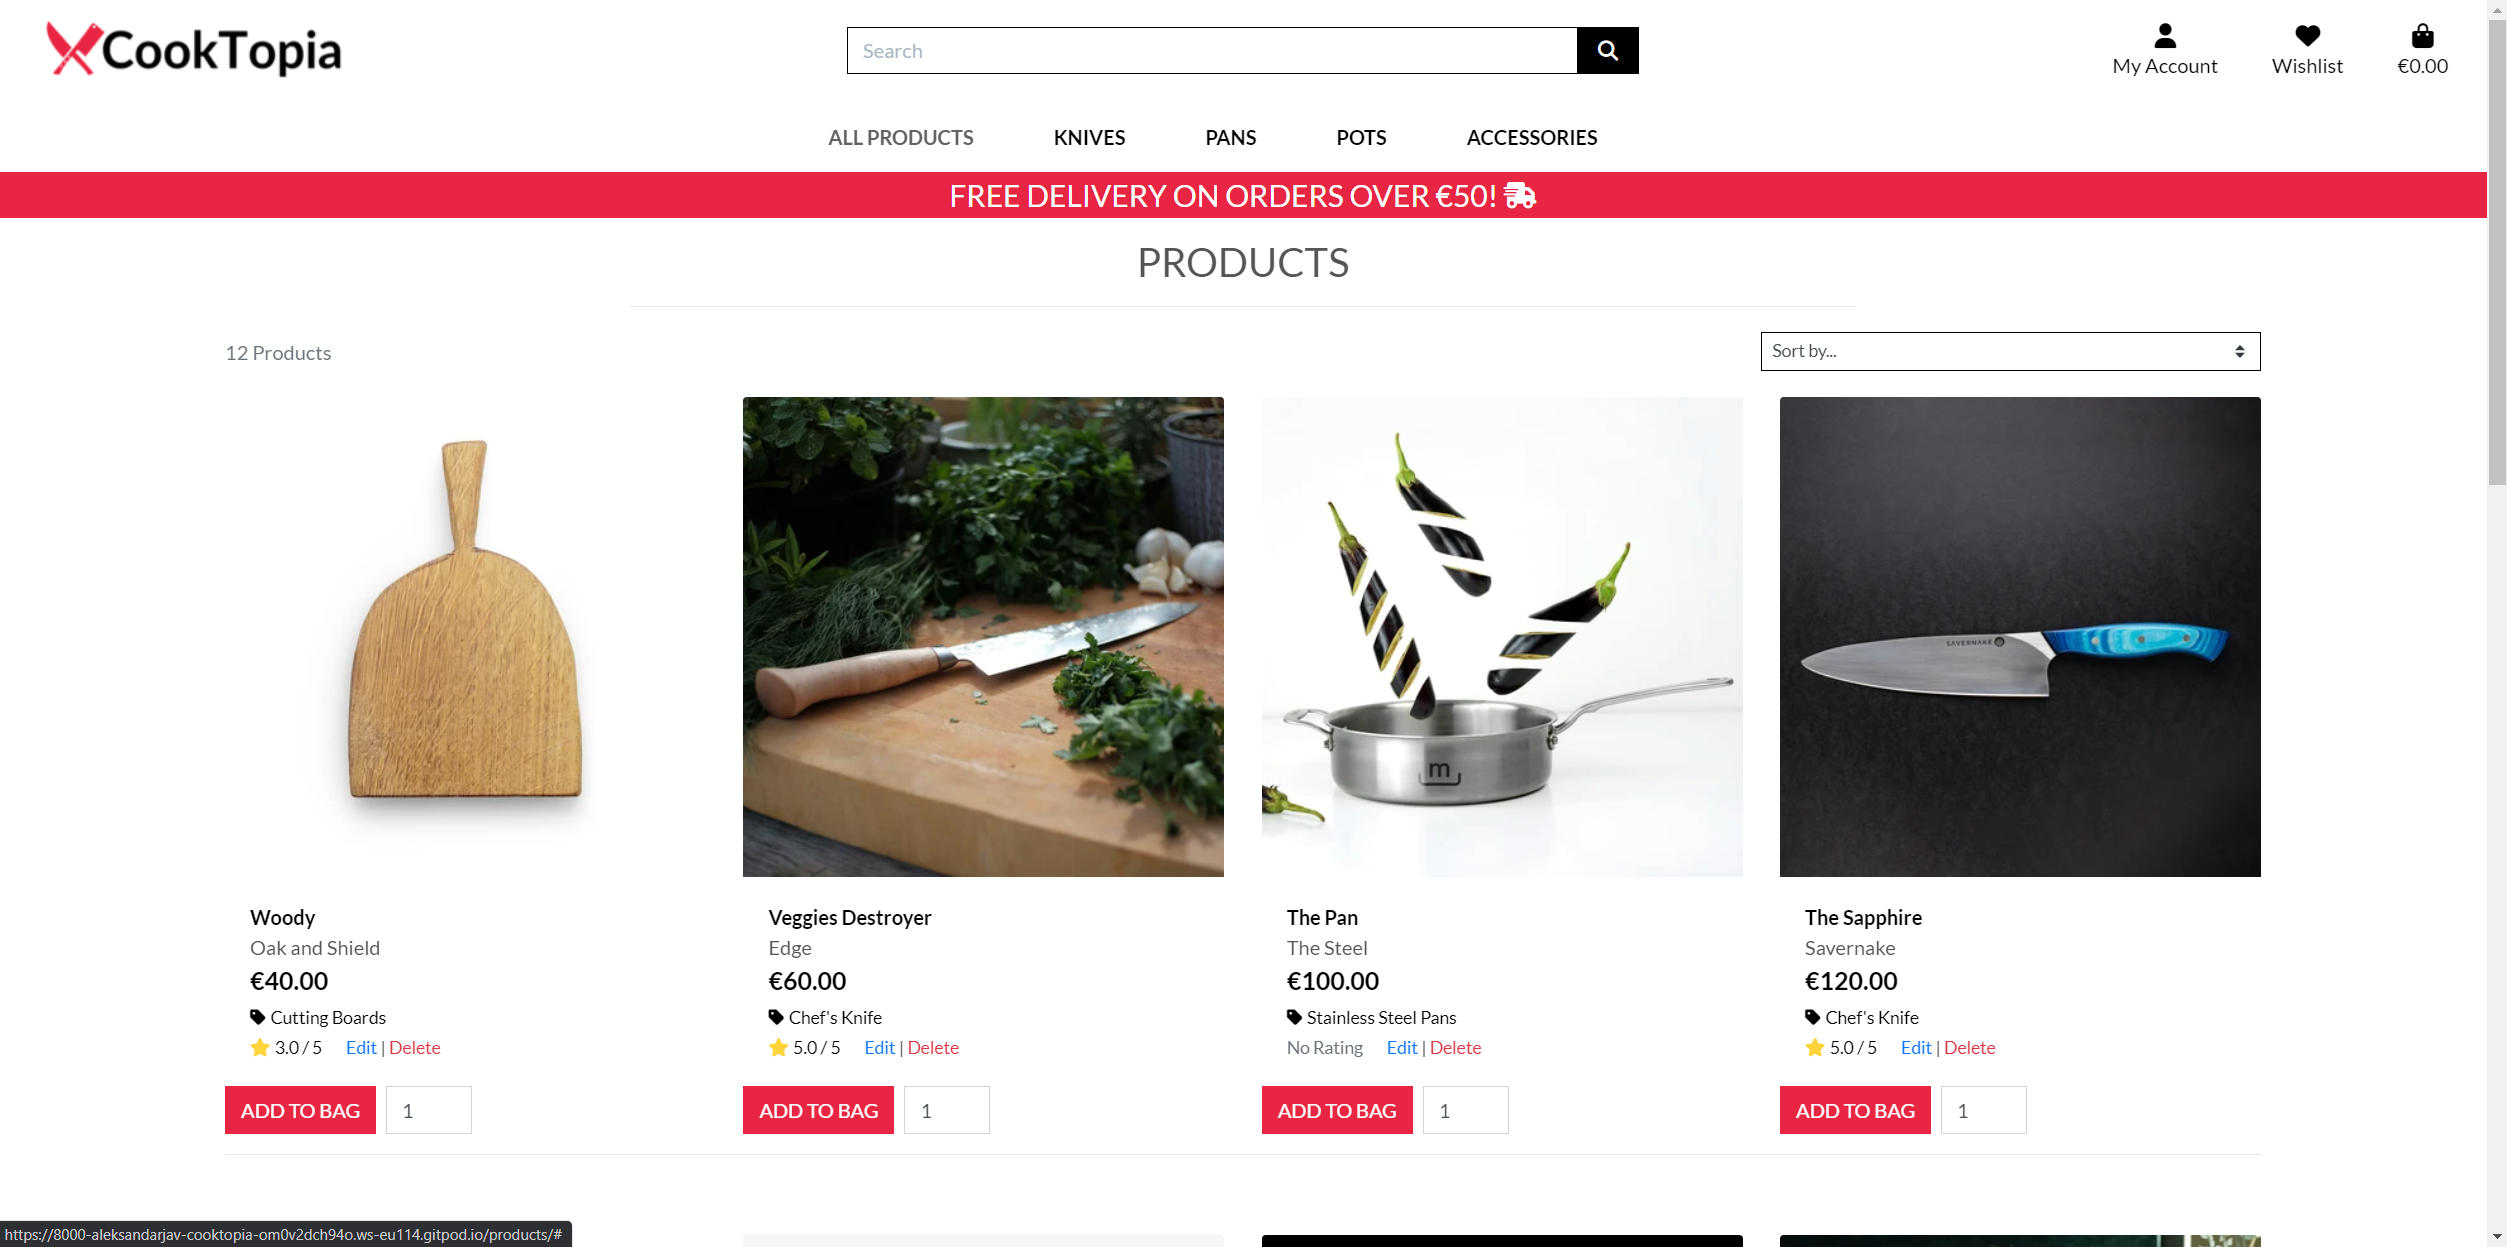 CookTopia
Search
My Account
Wishlist
€0.00
ALL PRODUCTS
KNIVES
PANS
POTS
ACCESSORIES
FREE DELIVERY ON ORDERS OVER €50!
PRODUCTS
12 Products
Sort by...
SAVERNAKE
m
Woody
Oak and Shield
€40.00
Cutting Boards
3.0 / 5 Edit | Delete
ADD TO BAG 1
Veggies Destroyer
Edge
€60.00
Chef's Knife
5.0 / 5 Edit | Delete
ADD TO BAG 1
The Pan
The Steel
€100.00
Stainless Steel Pans
No Rating Edit | Delete
ADD TO BAG 1
The Sapphire
Savernake
€120.00
Chef's Knife
5.0 / 5 Edit | Delete
ADD TO BAG 1
https://8000-aleksandarjav-cooktopia-om0v2dch94o.ws-eu114.gitpod.io/products/#